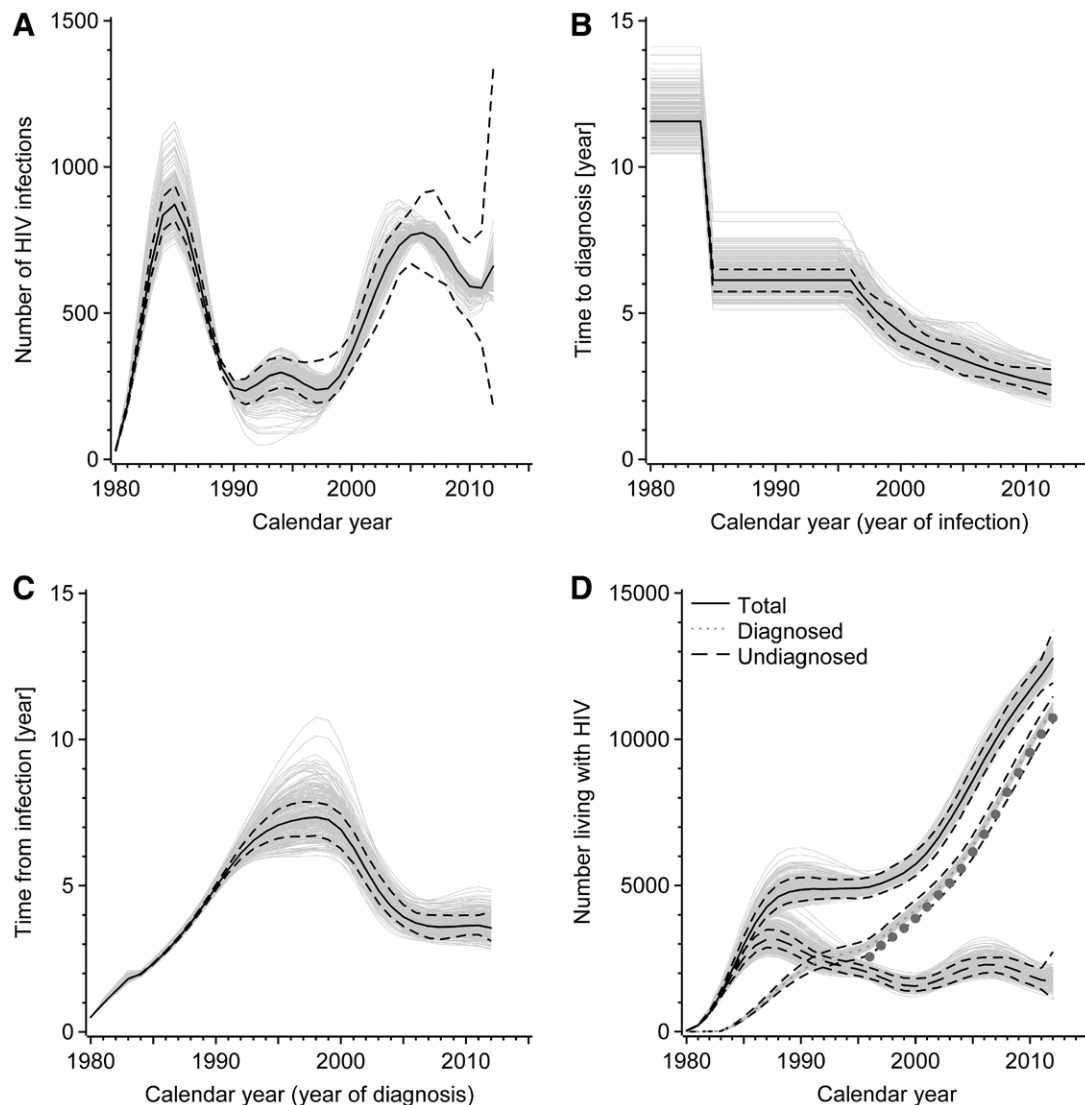 A
Number of HIV infections
1500
1000
500
0
1980
1990
2000
2010
Calendar year
B
Time to diagnosis [year]
15
10
5
0
1980
1990
2000
2010
Calendar year (year of infection)
C
Time from infection [year]
15
10
5
0
1980
1990
2000
2010
Calendar year (year of diagnosis)
D
Number living with HIV
15000
10000
5000
0
Total
Diagnosed
Undiagnosed
1980
1990
2000
2010
Calendar year